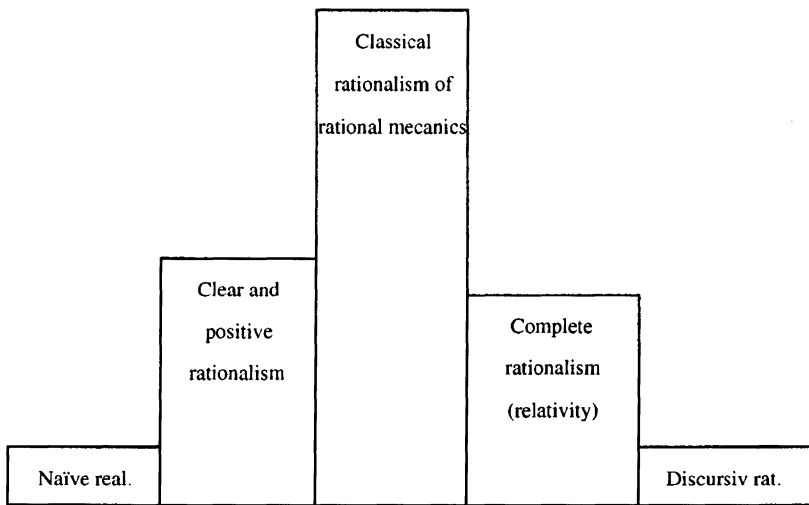 Classical
rationalism of
rational mecanics
Clear and
positive
rationalism
Complete
rationalism
(relativity)
Naïve real.
Discursiv rat.